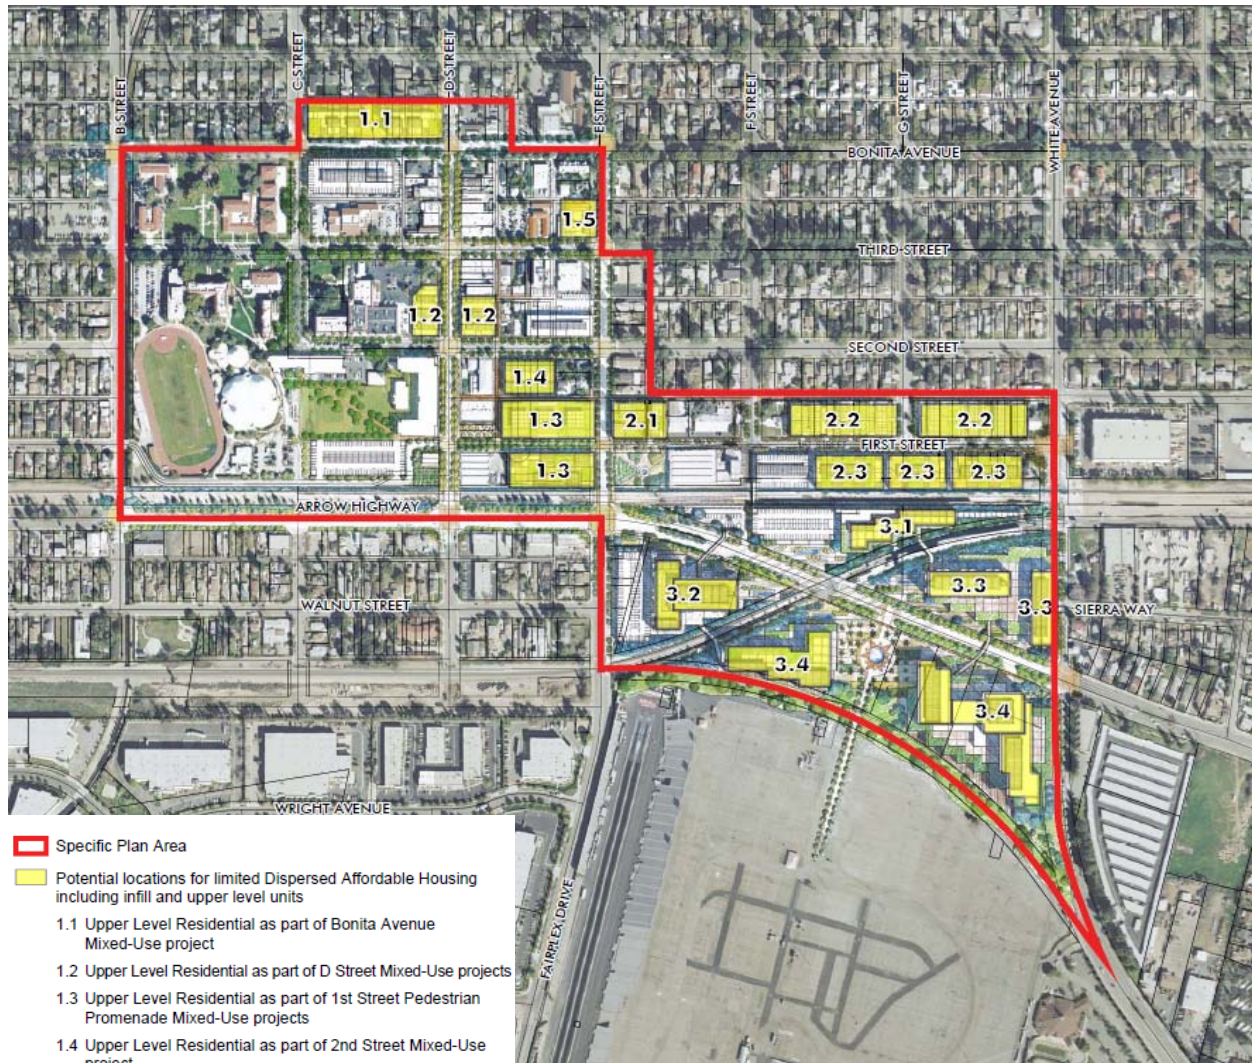 B STREET
C STREET
D STREET
E STREET
F STREET
G STREET
WHITE AVENUE
1.1
BONITA AVENUE
1.5
THIRD STREET
1.2
1.2
SECOND STREET
1.4
1.3
2.1
2.2
2.2
FIRST STREET
1.3
2.3
2.3
2.3
ARROW HIGHWAY
3.1
3.2
3.3
3.3
WALNUT STREET
SIERRA WAY
3.4
3.4
WRIGHT AVENUE
FAIRPLEX DRIVE
Specific Plan Area
Potential locations for limited Dispersed Affordable Housing
including infill and upper level units
1.1 Upper Level Residential as part of Bonita Avenue
Mixed-Use project
1.2 Upper Level Residential as part of D Street Mixed-Use projects
1.3 Upper Level Residential as part of 1st Street Pedestrian
Promenade Mixed-Use projects
1.4 Upper Level Residential as part of 2nd Street Mixed-Use
project